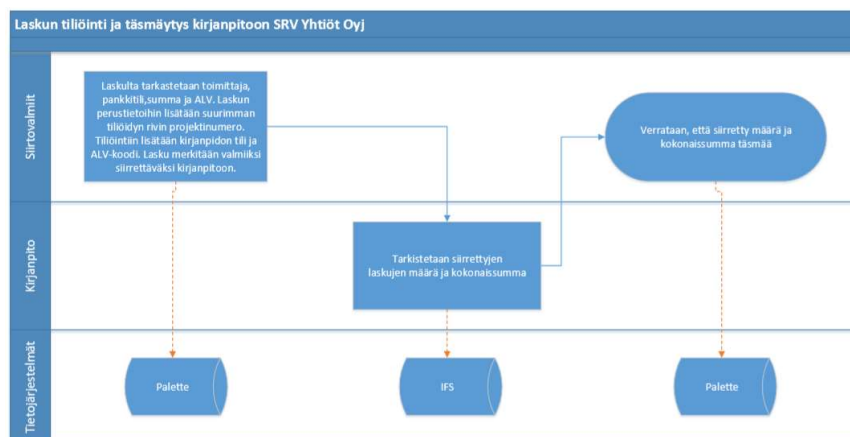 Laskun tiliöinti ja täsmäytys kirjanpitoon SRV Yhtiöt Oyj
Siirtovalmiit
Laskulta tarkastetaan toimittaja,
pankkitili,summa ja ALV. Laskun
perustietoihin lisätään suurimman
tiliöidyn rivin projektinumero.
Tiliöintiin lisätään kirjanpidon tili ja
ALV-koodi. Lasku merkitään valmiiksi
siirrettäväksi kirjanpitoon.
Verrataan, että siirretty määrä ja
kokonaissumma täsmää
Kirjanpito
Tarkistetaan siirrettyjen
laskujen määrä ja kokonaissumma
Tietojärjestelmät
Palette
IFS
Palette